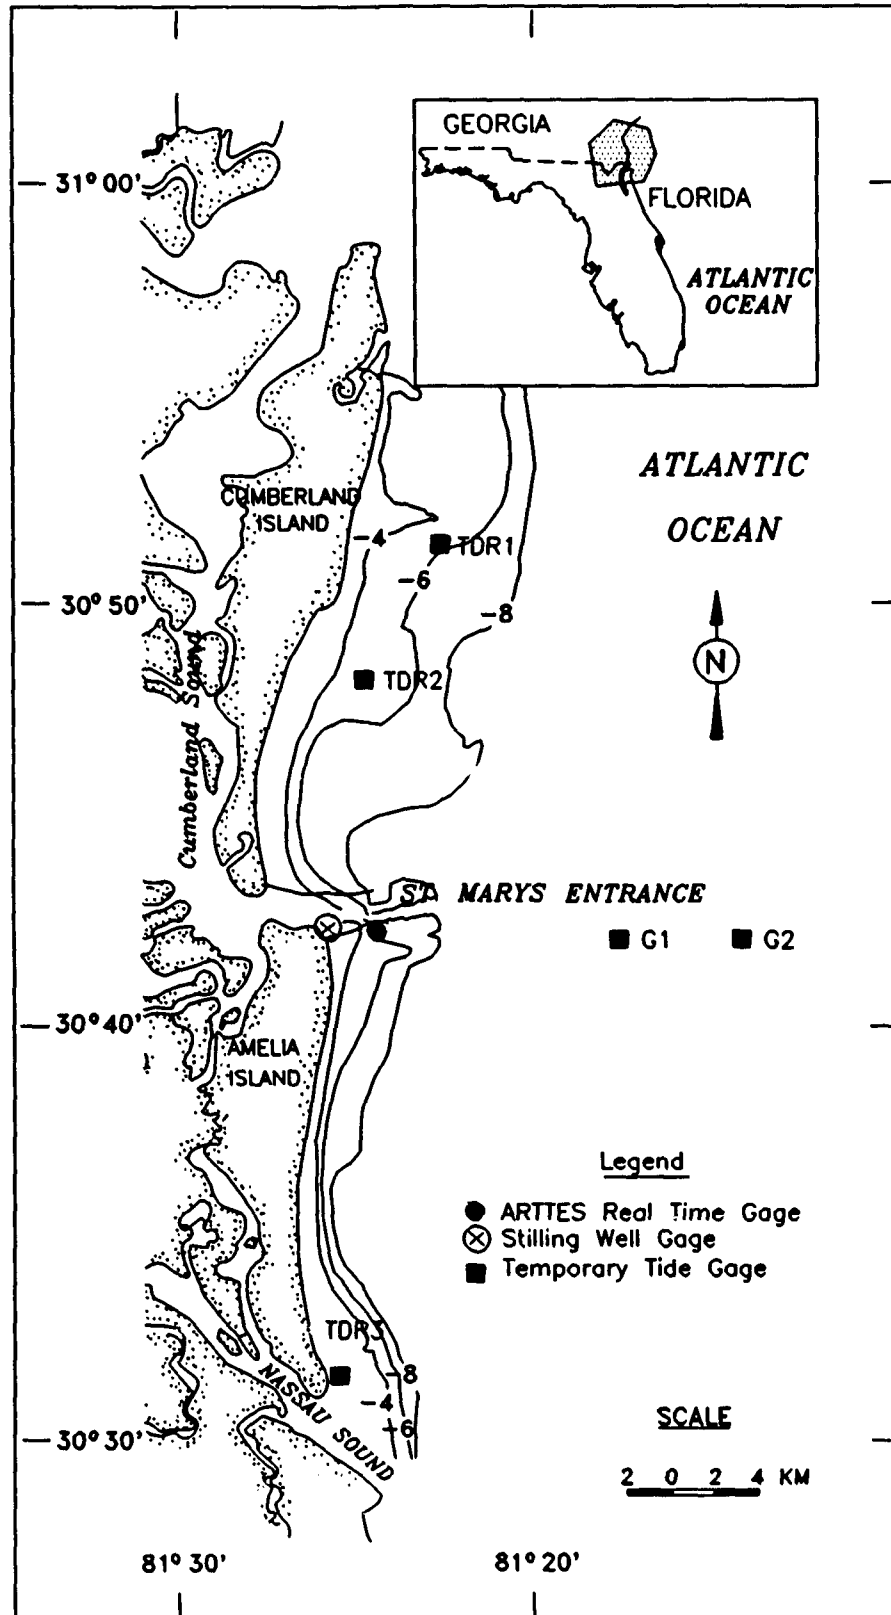 GEORGIA
FLORIDA
ATLANTIC
OCEAN
31° 00'
ATLANTIC
OCEAN
CUMBERLAND
ISLAND
-4
TDR1
-6
-8
30° 50'
N
TDR2
Cumberland Sound
ST. MARYS ENTRANCE
G1
G2
30° 40'
AMELIA
ISLAND
Legend
ARTTES Real Time Gage
Stilling Well Gage
Temporary Tide Gage
TDR3
-8
-4
-6
NASSAU SOUND
30° 30'
SCALE
2 0 2 4 KM
81° 30'
81° 20'